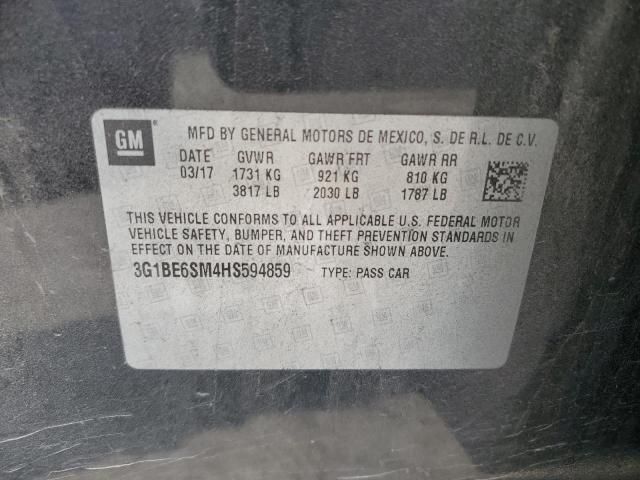 GM®
MFD BY GENERAL MOTORS DE MEXICO, S. DE R.L. DE C.V.
DATE GVWR GAWR FRT GAWR RR
03/17 1731 KG 921 KG 810 KG
3817 LB 2030 LB 1787 LB
THIS VEHICLE CONFORMS TO ALL APPLICABLE U.S. FEDERAL MOTOR
VEHICLE SAFETY, BUMPER, AND THEFT PREVENTION STANDARDS IN
EFFECT ON THE DATE OF MANUFACTURE SHOWN ABOVE.
3G1BE6SM4HS594859 TYPE: PASS CAR